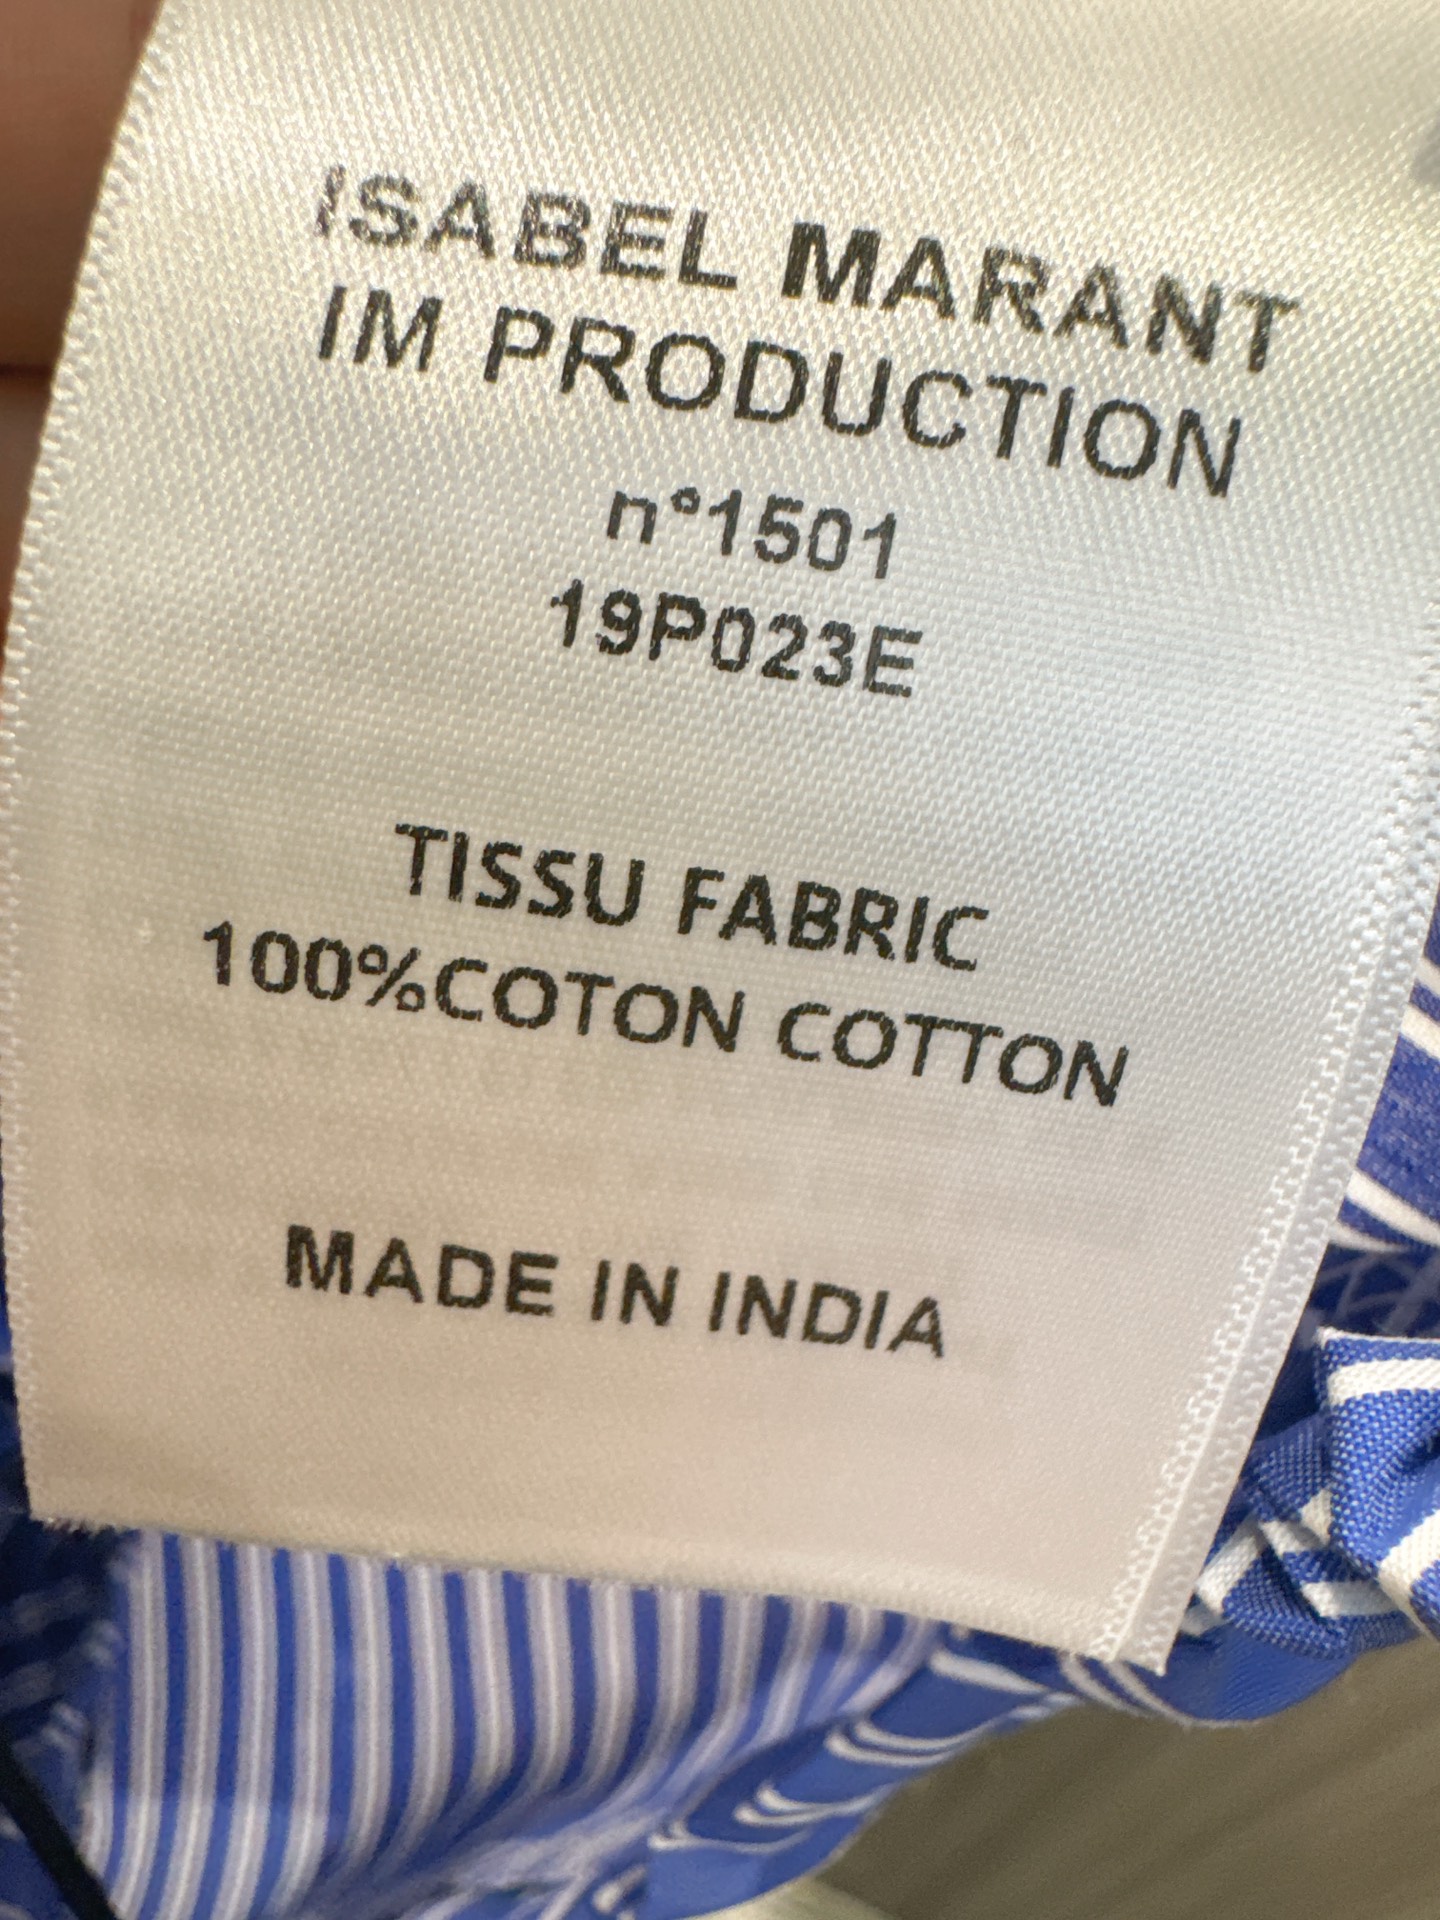 ISABEL MARANT
IM PRODUCTION
n°1501
19P023E
TISSU FABRIC
100%COTON COTTON
MADE IN INDIA